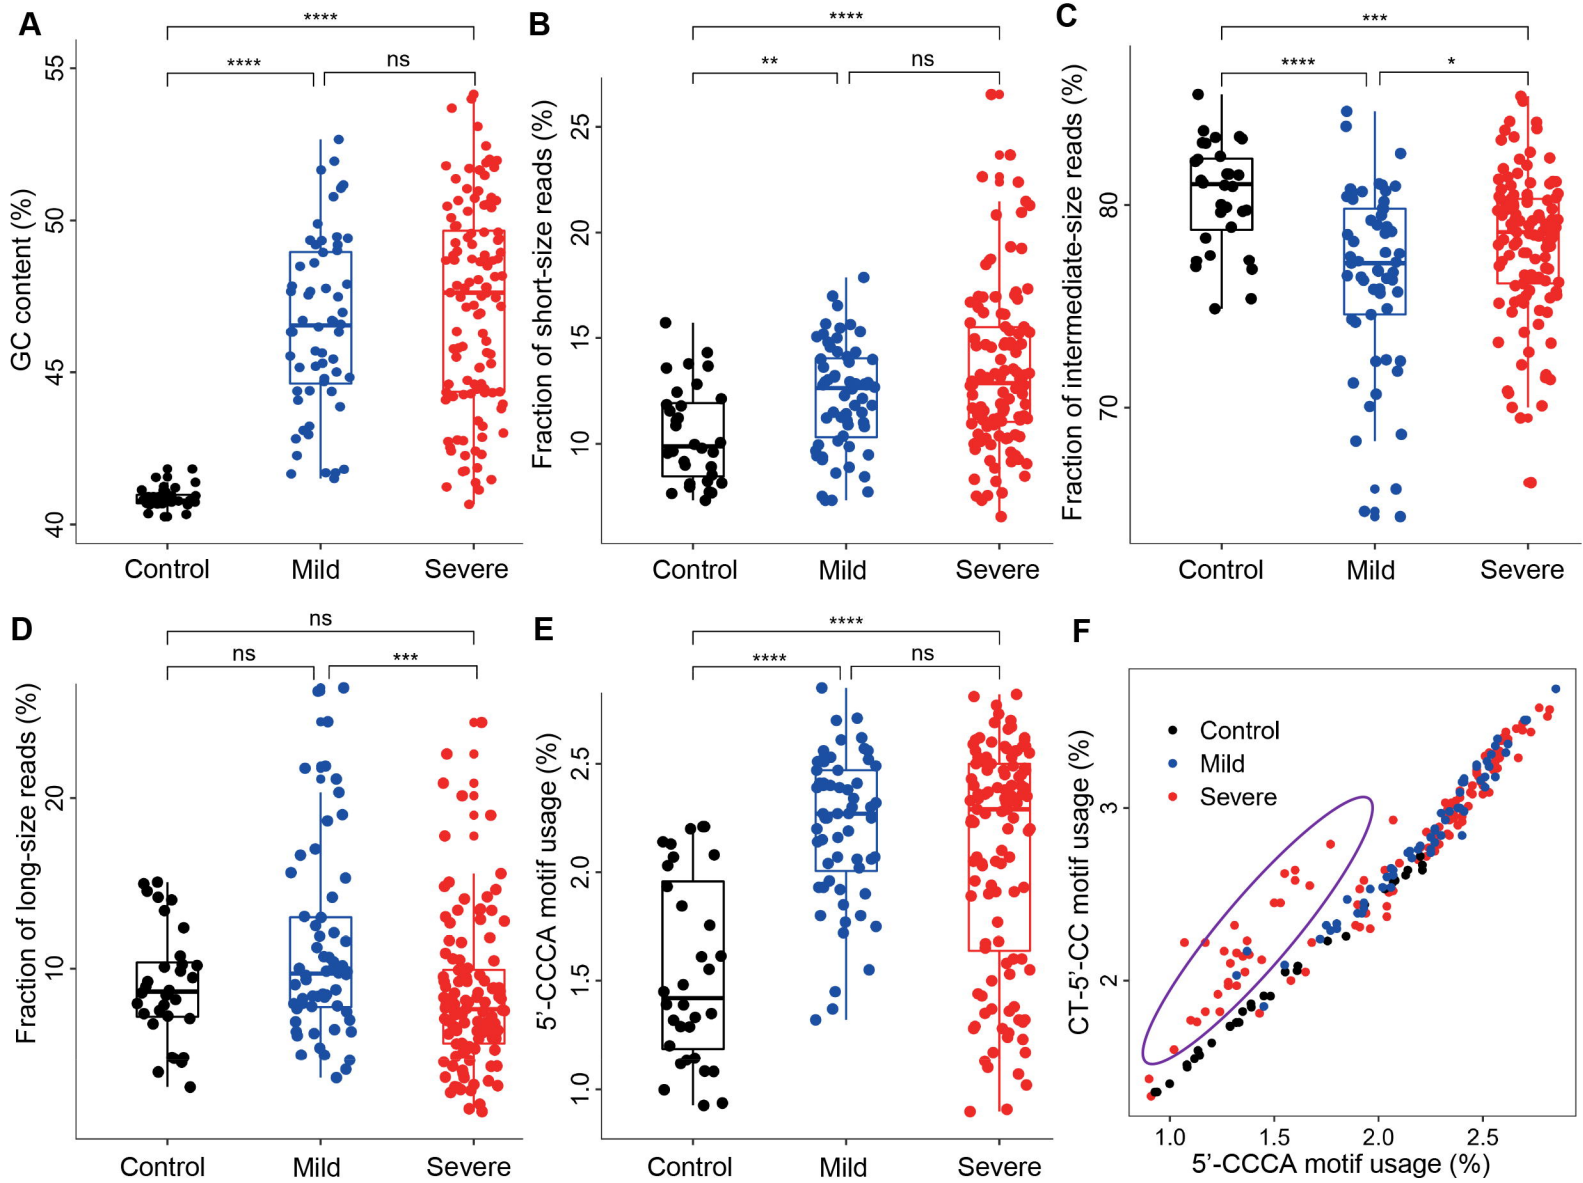 A
****
****
ns
GC content (%)
55
50
45
40
Control
Mild
Severe
B
****
**
ns
Fraction of short-size reads (%)
25
20
15
10
Control
Mild
Severe
C
***
****
*
Fraction of intermediate-size reads (%)
80
70
Control
Mild
Severe
D
ns
ns
***
Fraction of long-size reads (%)
20
10
Control
Mild
Severe
E
****
****
ns
5'-CCCA motif usage (%)
2.5
2.0
1.5
1.0
Control
Mild
Severe
F
Control
Mild
Severe
CT-5'-CC motif usage (%)
3
2
1.0
1.5
2.0
2.5
5'-CCCA motif usage (%)